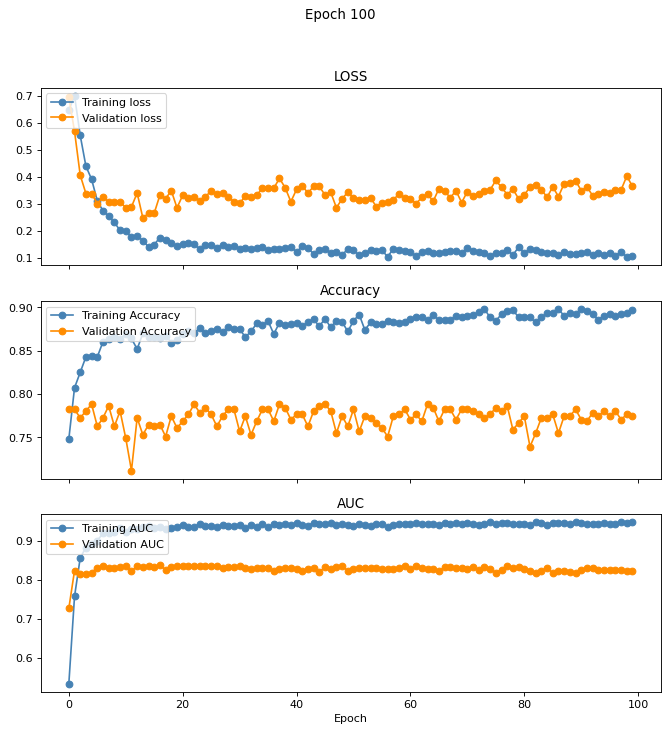 Epoch 100
LOSS
Training loss
Validation loss
0.7
0.6
0.5
0.4
0.3
0.2
0.1
Accuracy
Training Accuracy
Validation Accuracy
0.90
0.85
0.80
0.75
AUC
Training AUC
Validation AUC
0.9
0.8
0.7
0.6
0 20 40 60 80 100
Epoch